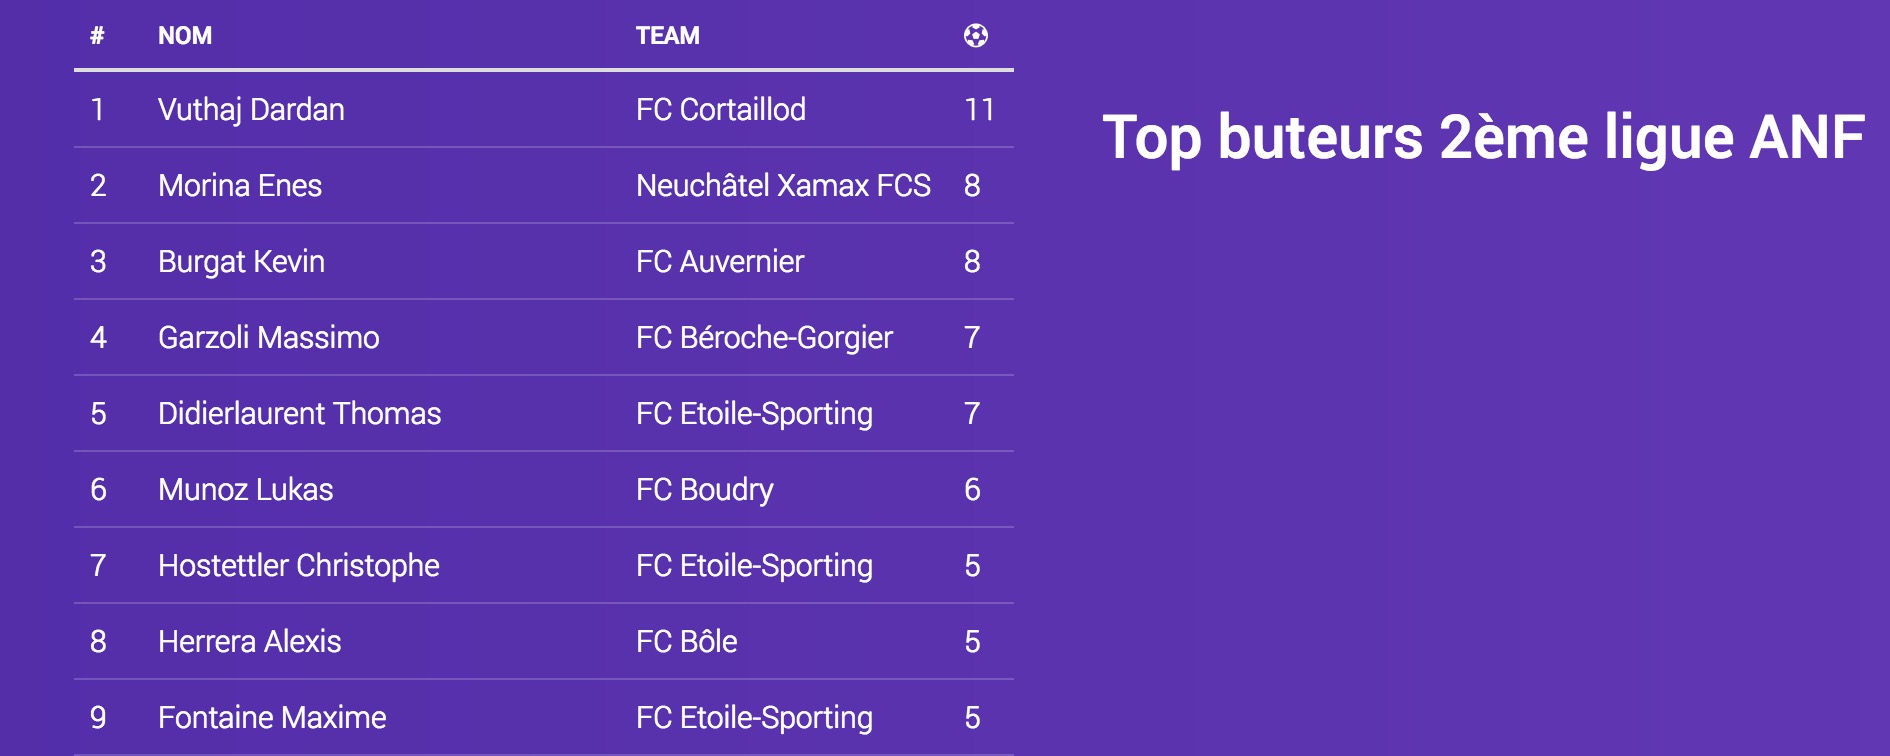 # NOM TEAM ⚽
1 Vuthaj Dardan FC Cortaillod 11
2 Morina Enes Neuchâtel Xamax FCS 8
3 Burgat Kevin FC Auvernier 8
4 Garzoli Massimo FC Béroche-Gorgier 7
5 Didierlaurent Thomas FC Etoile-Sporting 7
6 Munoz Lukas FC Boudry 6
7 Hostettler Christophe FC Etoile-Sporting 5
8 Herrera Alexis FC Bôle 5
9 Fontaine Maxime FC Etoile-Sporting 5
Top buteurs 2ème ligue ANF